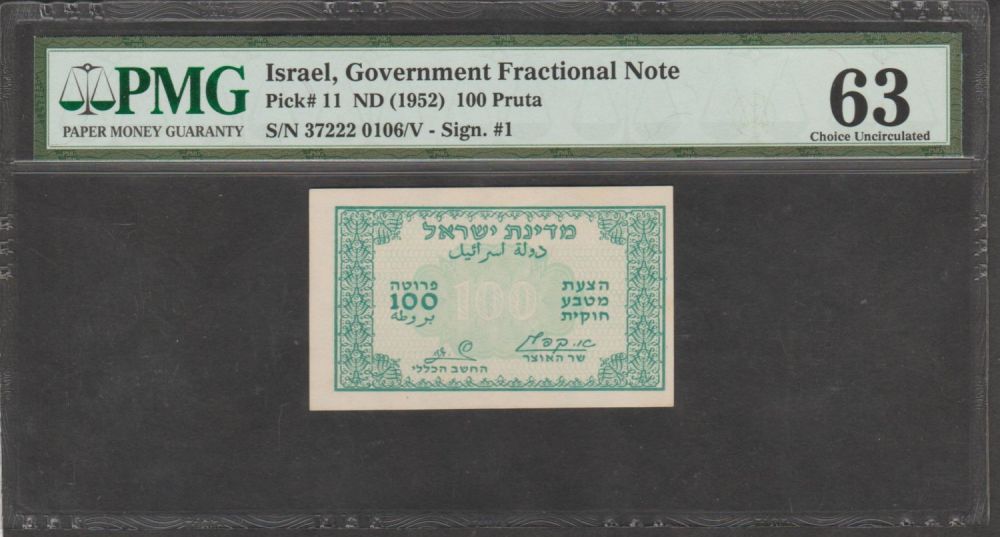 PMG
PAPER MONEY GUARANTY
Israel, Government Fractional Note
Pick# 11 ND (1952) 100 Pruta
S/N 37222 0106/V - Sign. #1
63
Choice Uncirculated
מדינת ישראל
دولة اسرائيل
הצעת
מטבע
חוקית
100
פרוטה
100
بروطة
שר האוצר
החשב הכללי